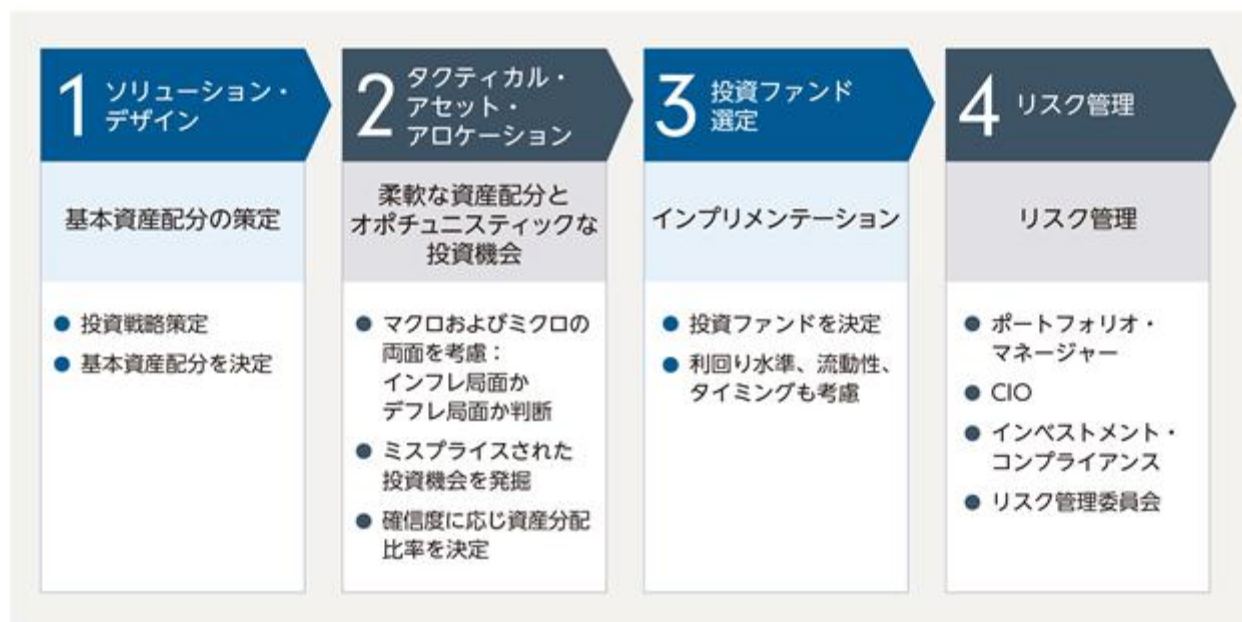 1
ソリューション・
デザイン
基本資産配分の策定
投資戦略策定
基本資産配分を決定
2
タクティカル・
アセット・
アロケーション
柔軟な資産配分と
オポチュニスティックな
投資機会
マクロおよびミクロの
両面を考慮：
インフレ局面か
デフレ局面か判断
ミスプライスされた
投資機会を発掘
確信度に応じ資産分配
比率を決定
3
投資ファンド
選定
インプリメンテーション
投資ファンドを決定
利回り水準、流動性、
タイミングも考慮
4
リスク管理
リスク管理
ポートフォリオ・
マネージャー
CIO
インベストメント・
コンプライアンス
リスク管理委員会